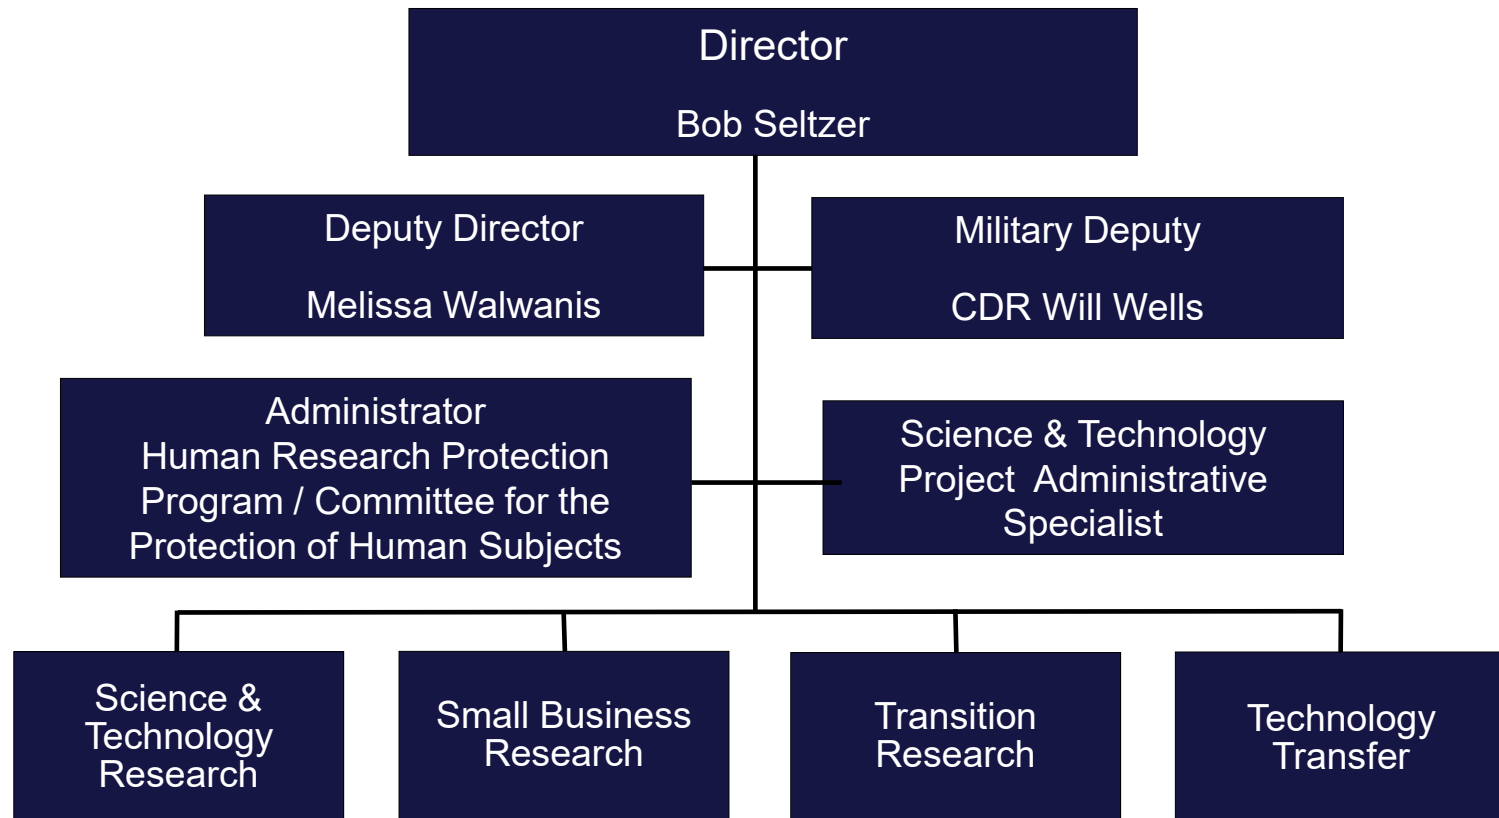 Director
Bob Seltzer
Deputy Director
Melissa Walwanis
Military Deputy
CDR Will Wells
Administrator
Human Research Protection
Program / Committee for the
Protection of Human Subjects
Science & Technology
Project  Administrative
Specialist
Science &
Technology
Research
Small Business
Research
Transition
Research
Technology
Transfer